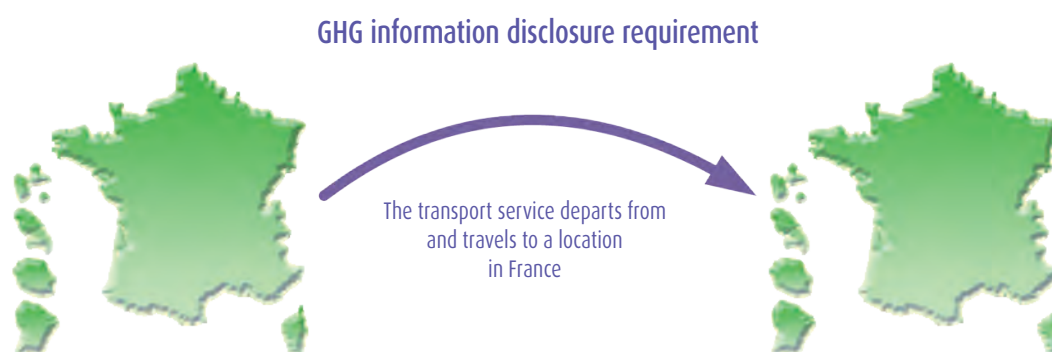 GHG information disclosure requirement
The transport service departs from
and travels to a location
in France